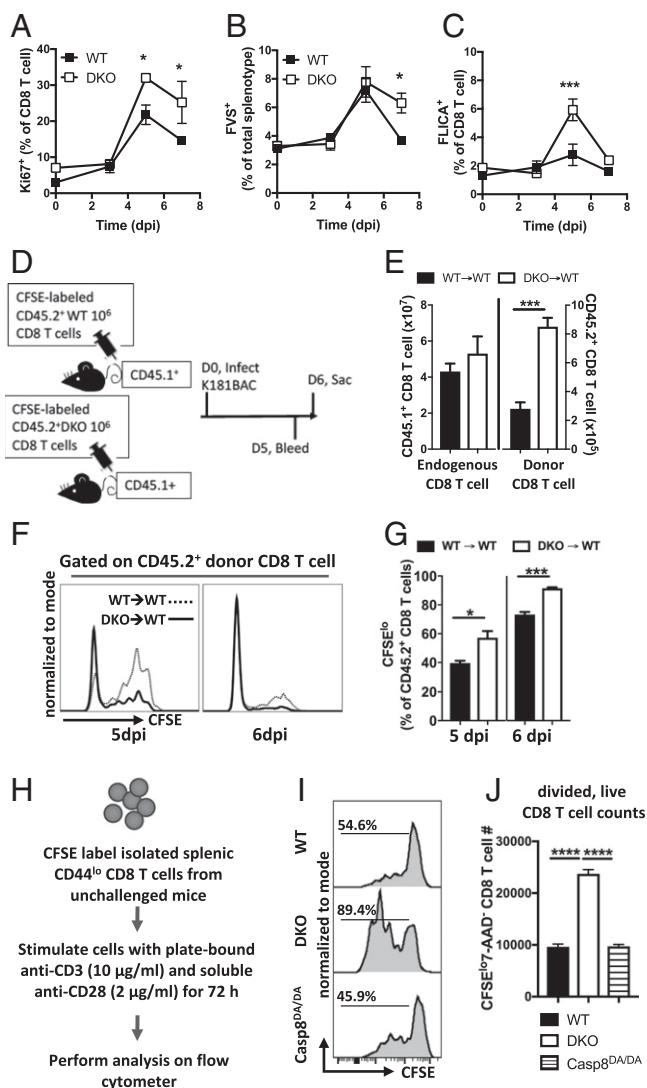 A
Ki67+ (% of CD8 T cell)
40
30
20
10
0
WT
DKO
*
*
0 2 4 6 8
Time (dpi)
B
FVS+
(% of total splenotype)
10
8
6
4
2
0
WT
DKO
*
0 2 4 6 8
Time (dpi)
C
FLICA+
(% of CD8 T cell)
10
8
6
4
2
0
WT
DKO
***
0 2 4 6 8
Time (dpi)
D
CFSE-labeled
CD45.2+ WT 10⁶
CD8 T cells
CD45.1+
CFSE-labeled
CD45.2+DKO 10⁶
CD8 T cells
CD45.1+
D0, Infect
K181BAC
D6, Sac
D5, Bleed
E
WT→WT DKO→WT
CD45.1+ CD8 T cell (x10⁷)
8
6
4
2
0
***
10
8
6
4
2
0
CD45.2+ CD8 T cell (x10⁵)
Endogenous
CD8 T cell
Donor
CD8 T cell
F
Gated on CD45.2+ donor CD8 T cell
normalized to mode
WT→WT
DKO→WT
CFSE
5dpi
6dpi
G
WT → WT DKO → WT
CFSElo
(% of CD45.2+ CD8 T cells)
100
80
60
40
20
0
*
***
5 dpi 6 dpi
H
CFSE label isolated splenic
CD44lo CD8 T cells from
unchallenged mice
Stimulate cells with plate-bound
anti-CD3 (10 µg/ml) and soluble
anti-CD28 (2 µg/ml) for 72 h
Perform analysis on flow
cytometer
I
normalized to mode
WT
54.6%
DKO
89.4%
Casp8DA/DA
45.9%
CFSE
J
divided, live
CD8 T cell counts
CFSElo7-AAD- CD8 T cell #
30000
20000
10000
0
**** ****
WT
DKO
Casp8DA/DA